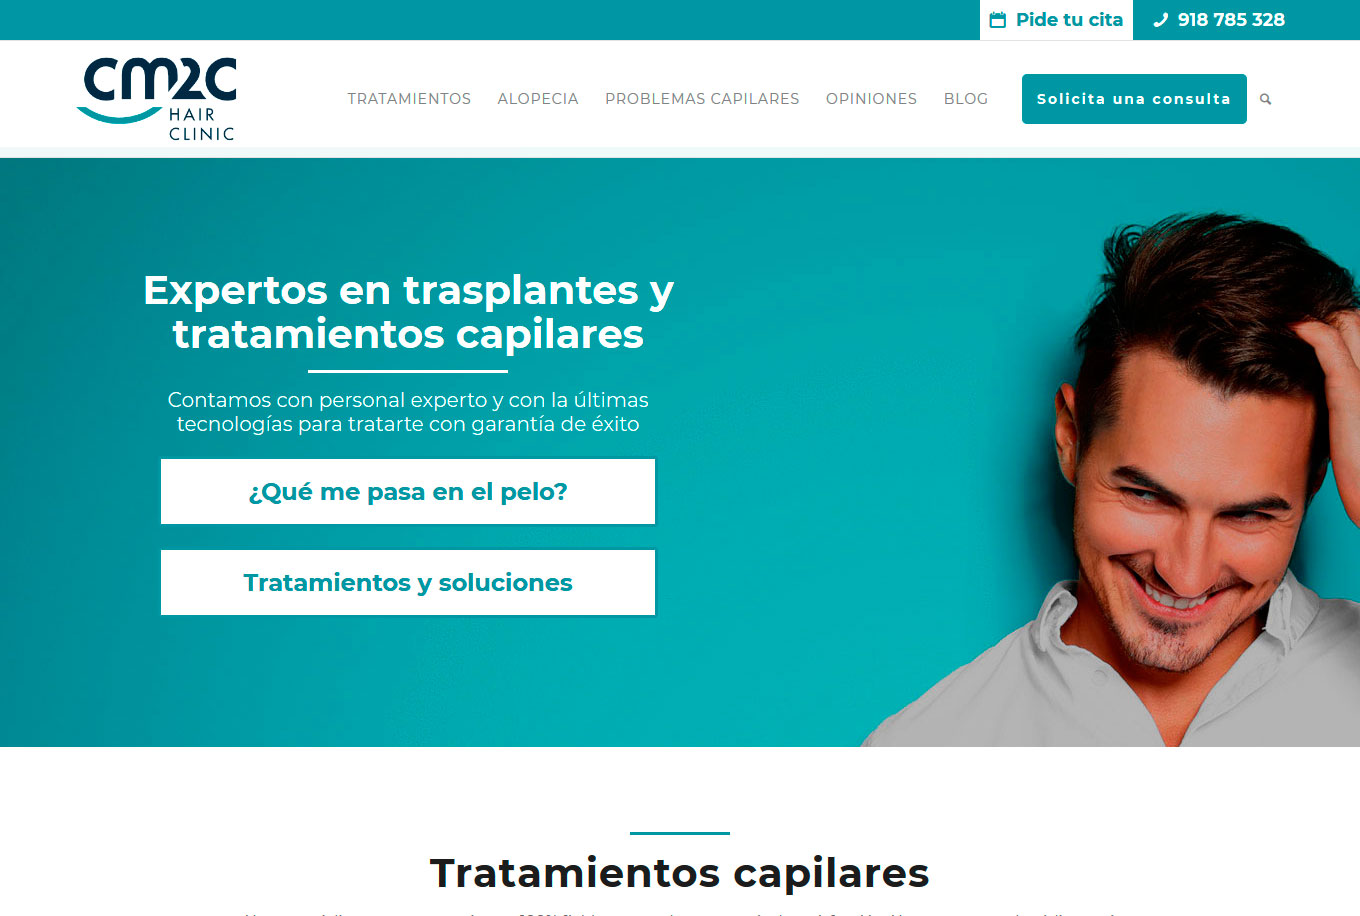 Pide tu cita
918 785 328
CM2C
HAIR
CLINIC
TRATAMIENTOS
ALOPECIA
PROBLEMAS CAPILARES
OPINIONES
BLOG
Solicita una consulta
Expertos en trasplantes y
tratamientos capilares
Contamos con personal experto y con la últimas
tecnologías para tratarte con garantía de éxito
¿Qué me pasa en el pelo?
Tratamientos y soluciones
Tratamientos capilares